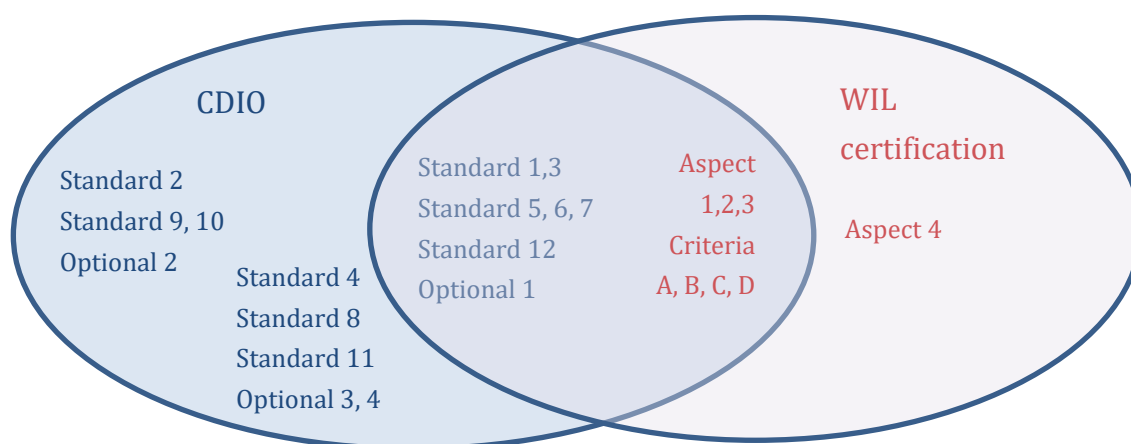 CDIO
Standard 2
Standard 9, 10
Optional 2
Standard 4
Standard 8
Standard 11
Optional 3, 4
Standard 1,3
Standard 5, 6, 7
Standard 12
Optional 1
Aspect
1,2,3
Criteria
A, B, C, D
WIL
certification
Aspect 4